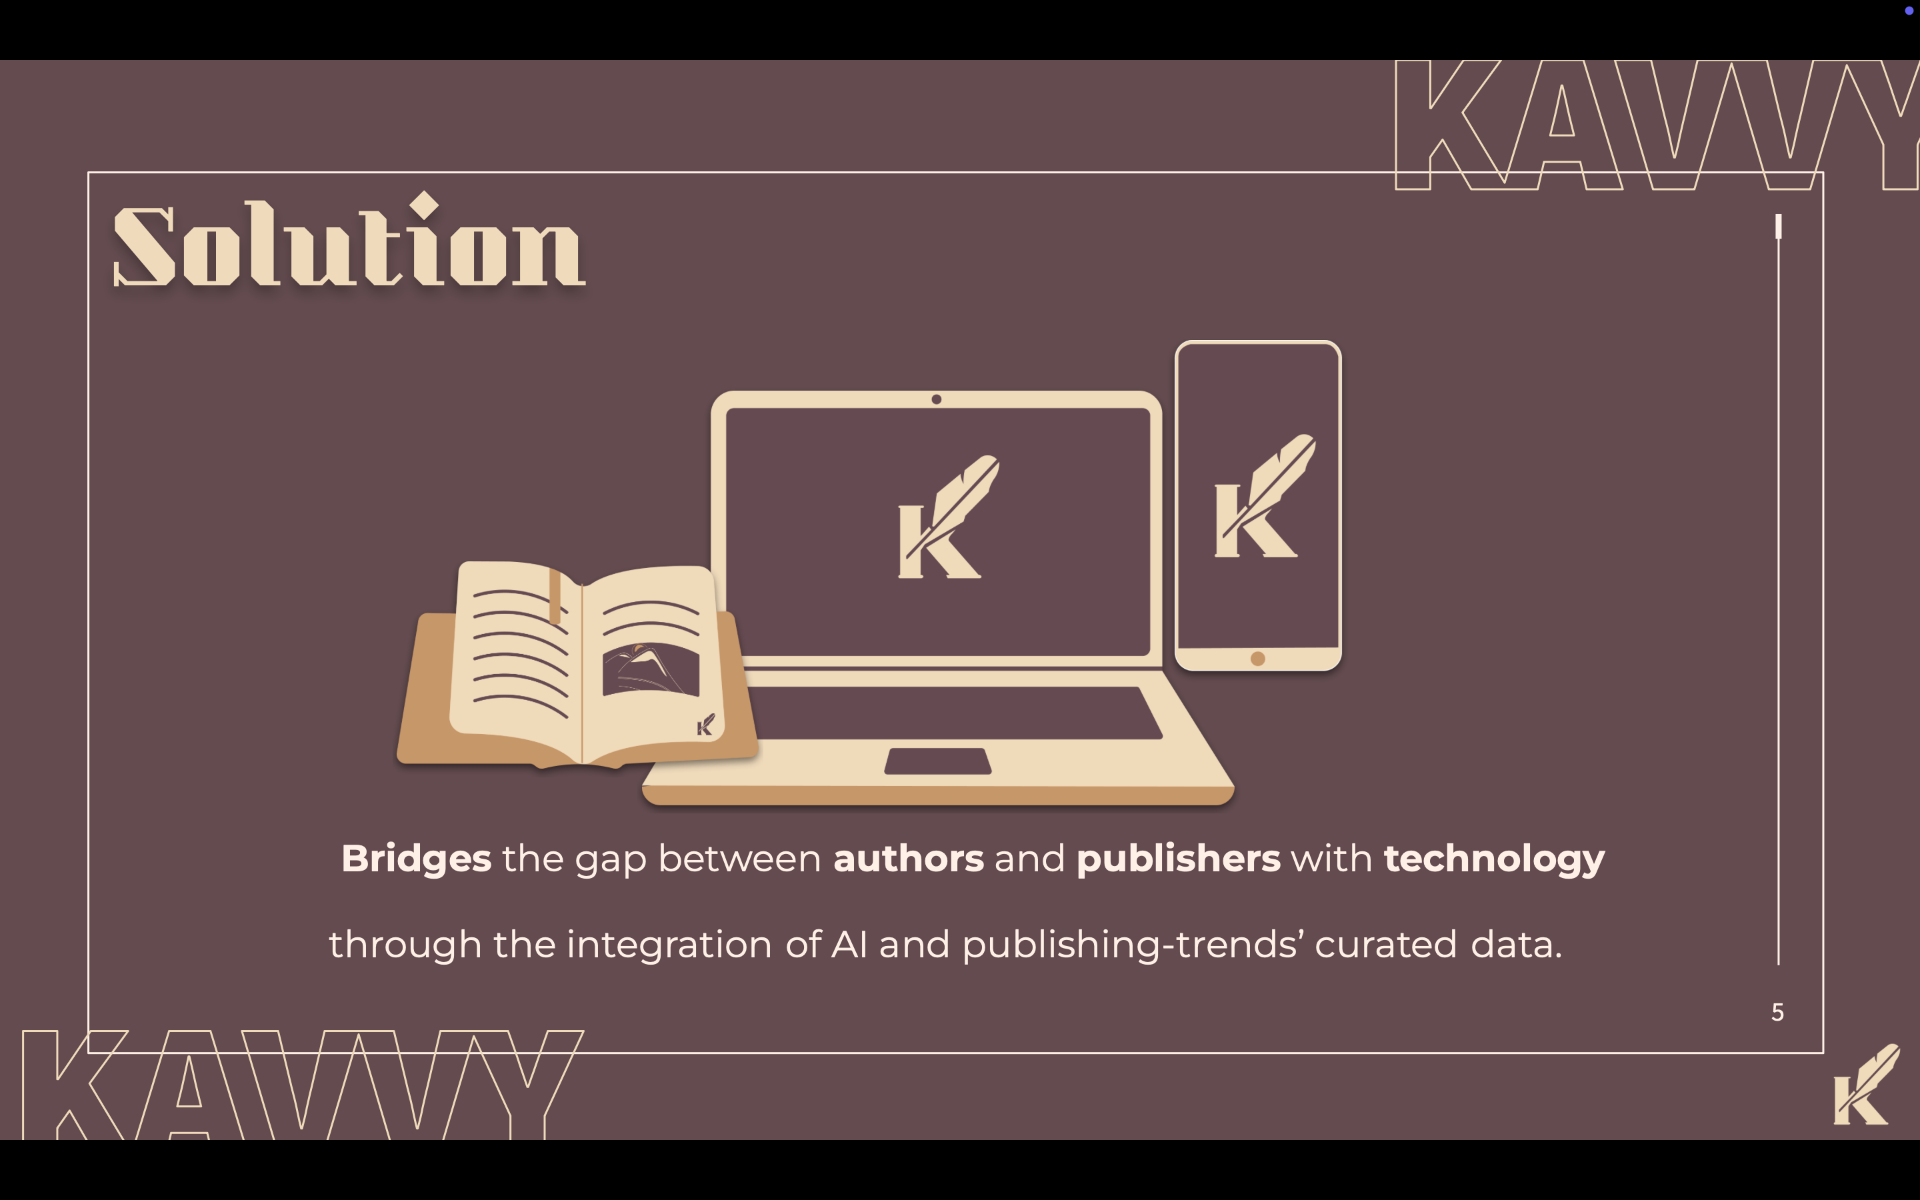 KAVVY
Solution
K
K
K
Bridges the gap between authors and publishers with technology
through the integration of AI and publishing-trends’ curated data.
5
KAVVY
K